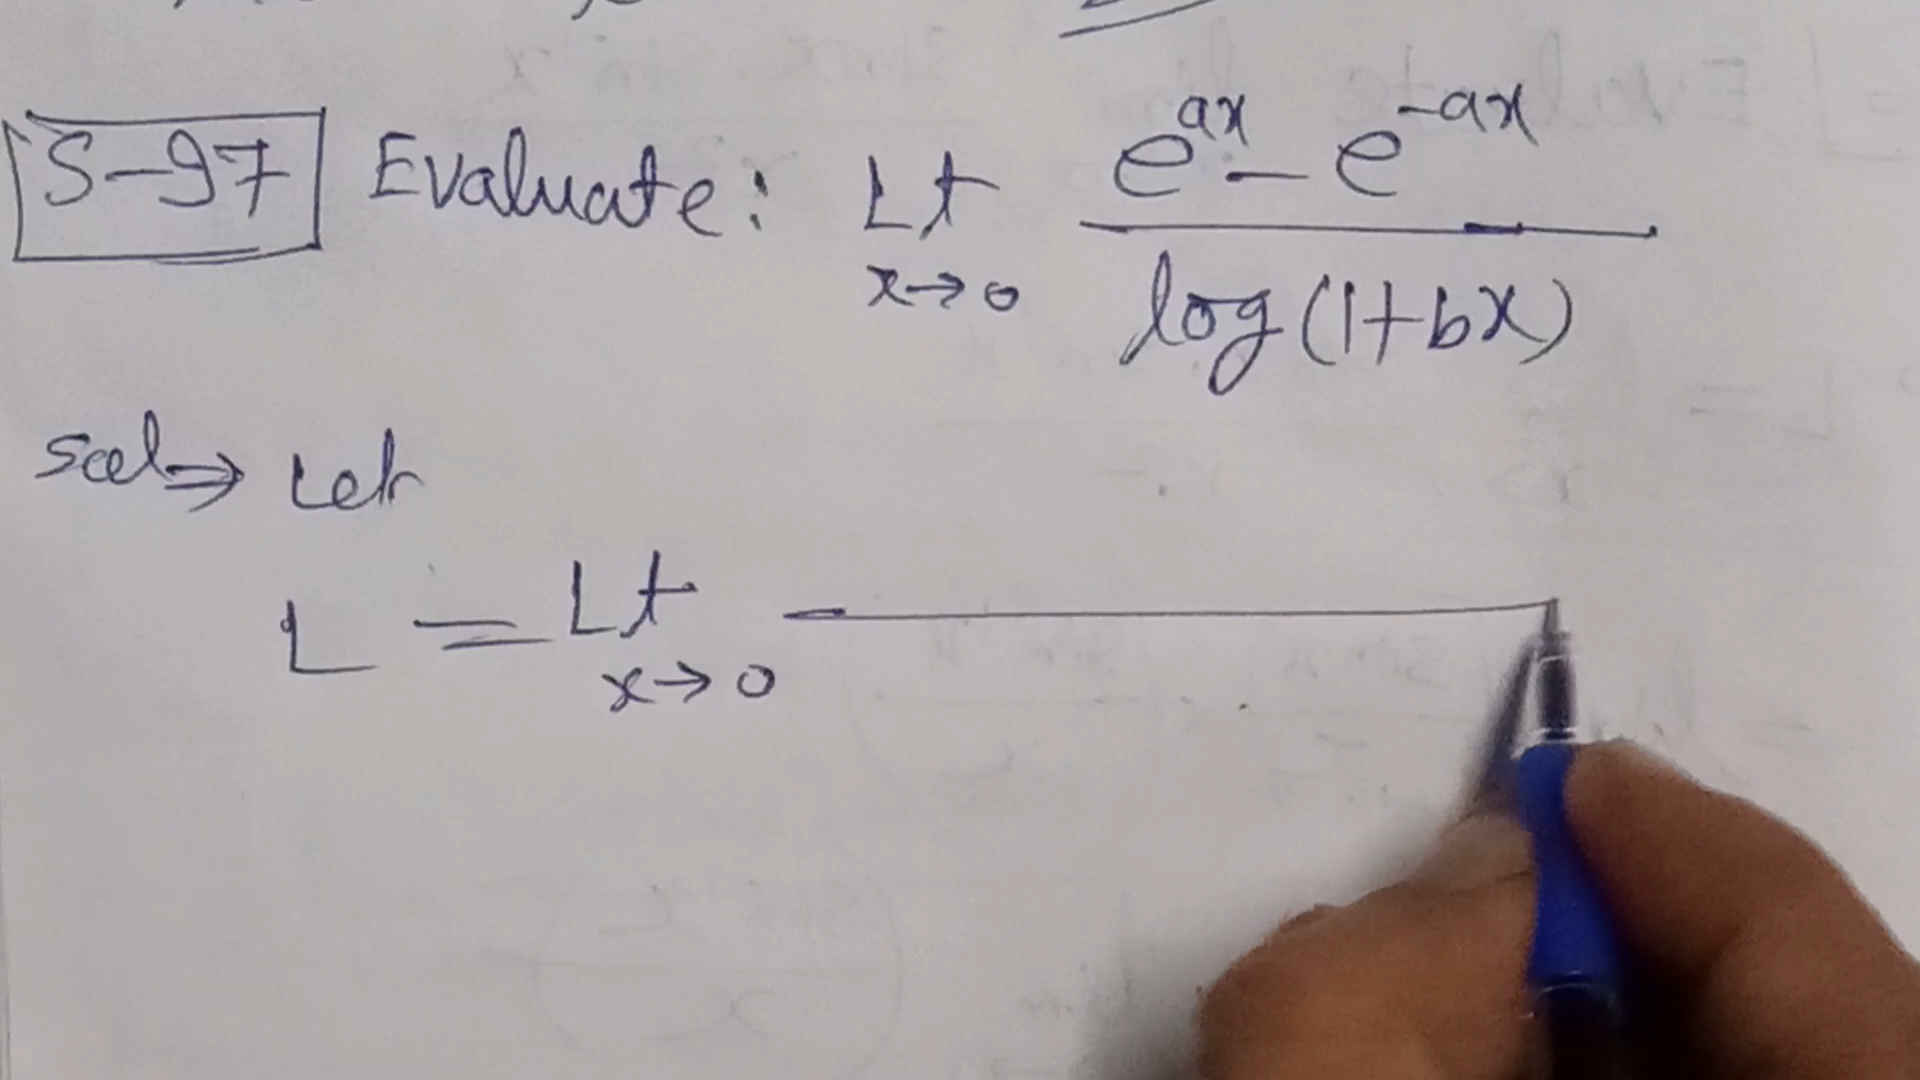 S-97 Evaluate: Lt x→0 e^ax - e^-ax / log(1+bx)
Sol⇒ Let
L = Lt x→0